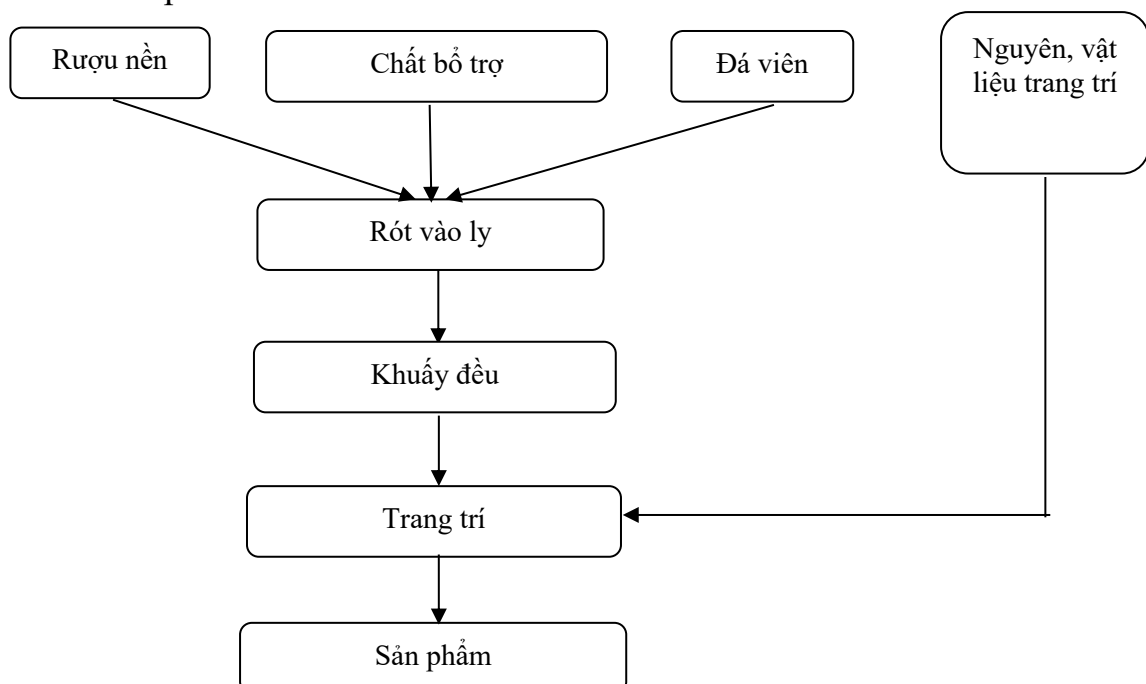 Rượu nền
Chất bổ trợ
Đá viên
Nguyên, vật
liệu trang trí
Rót vào ly
Khuấy đều
Trang trí
Sản phẩm